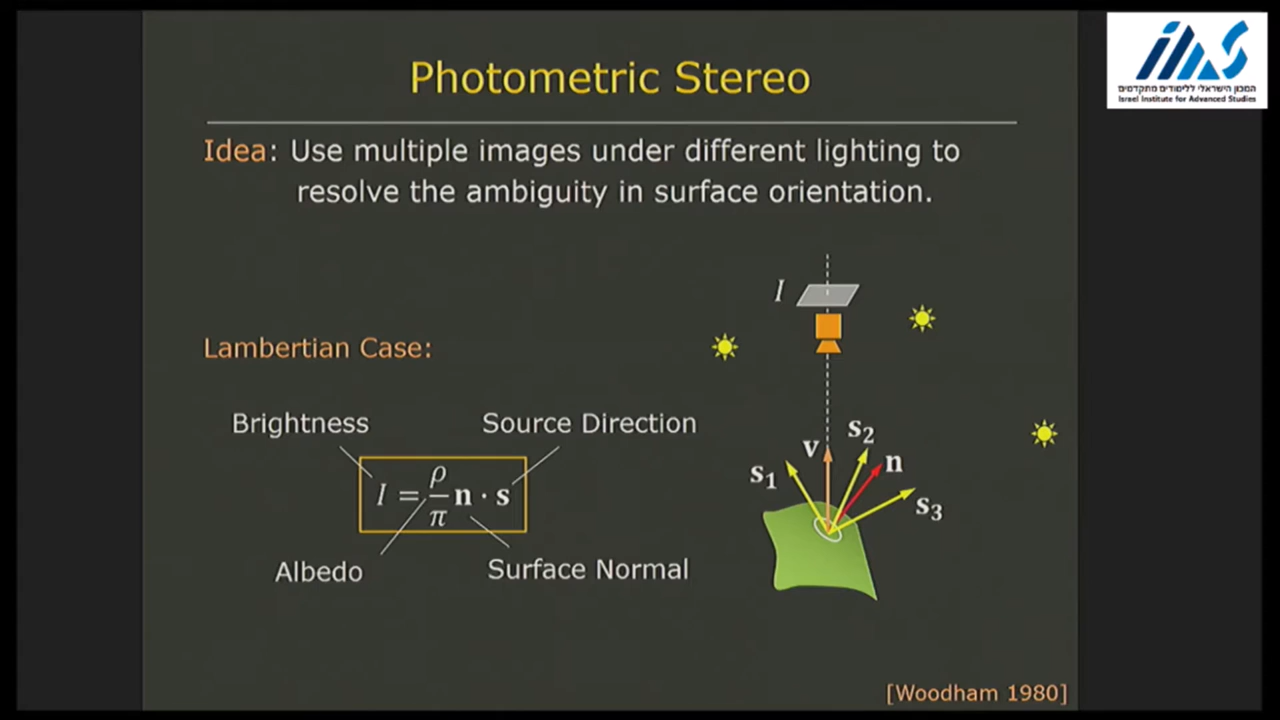 Photometric Stereo
המכון הישראלי ללימודים מתקדמים
Israel Institute for Advanced Studies
Idea: Use multiple images under different lighting to
resolve the ambiguity in surface orientation.
I
Lambertian Case:
Brightness
Source Direction
I = ρ/π n · s
Albedo
Surface Normal
v
s₁
s₂
n
s₃
[Woodham 1980]